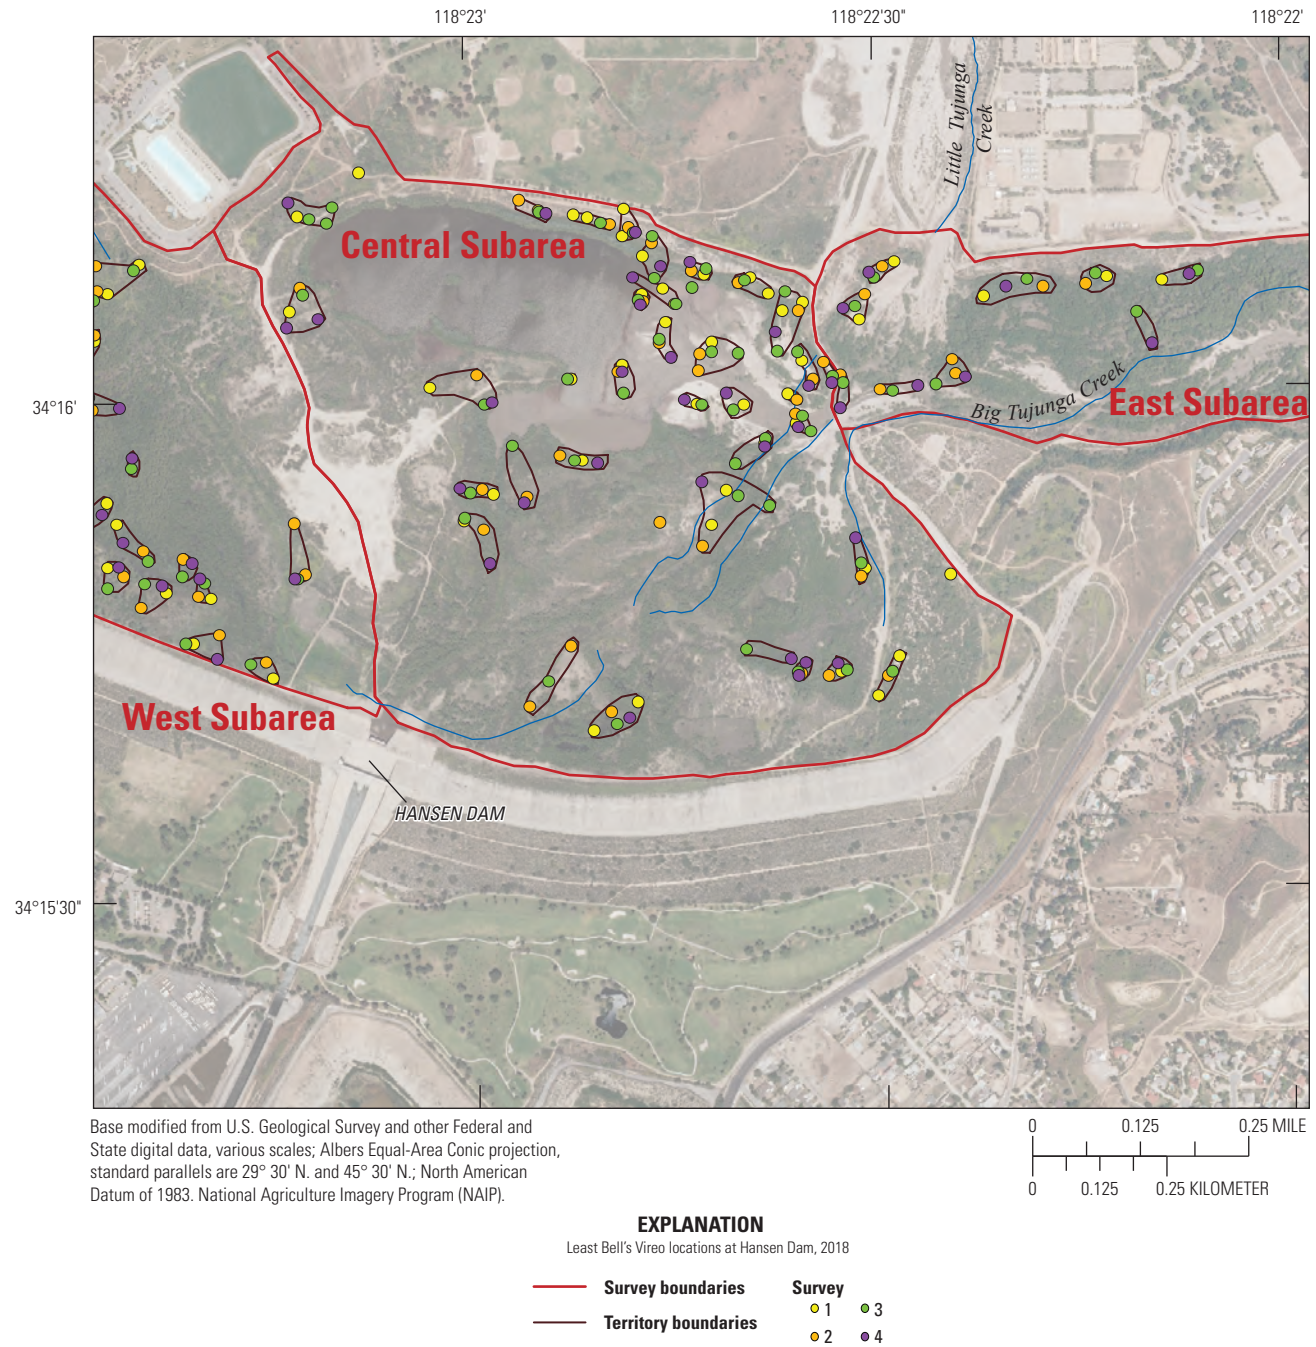 118°23'
118°22'30"
118°22'
Little Tujunga
Creek
Central Subarea
34°16'
Big Tujunga Creek
East Subarea
West Subarea
HANSEN DAM
34°15'30"
Base modified from U.S. Geological Survey and other Federal and
State digital data, various scales; Albers Equal-Area Conic projection,
standard parallels are 29° 30' N. and 45° 30' N.; North American
Datum of 1983. National Agriculture Imagery Program (NAIP).
0 0.125 0.25 MILE
0 0.125 0.25 KILOMETER
EXPLANATION
Least Bell's Vireo locations at Hansen Dam, 2018
Survey boundaries
Territory boundaries
Survey
1 3
2 4